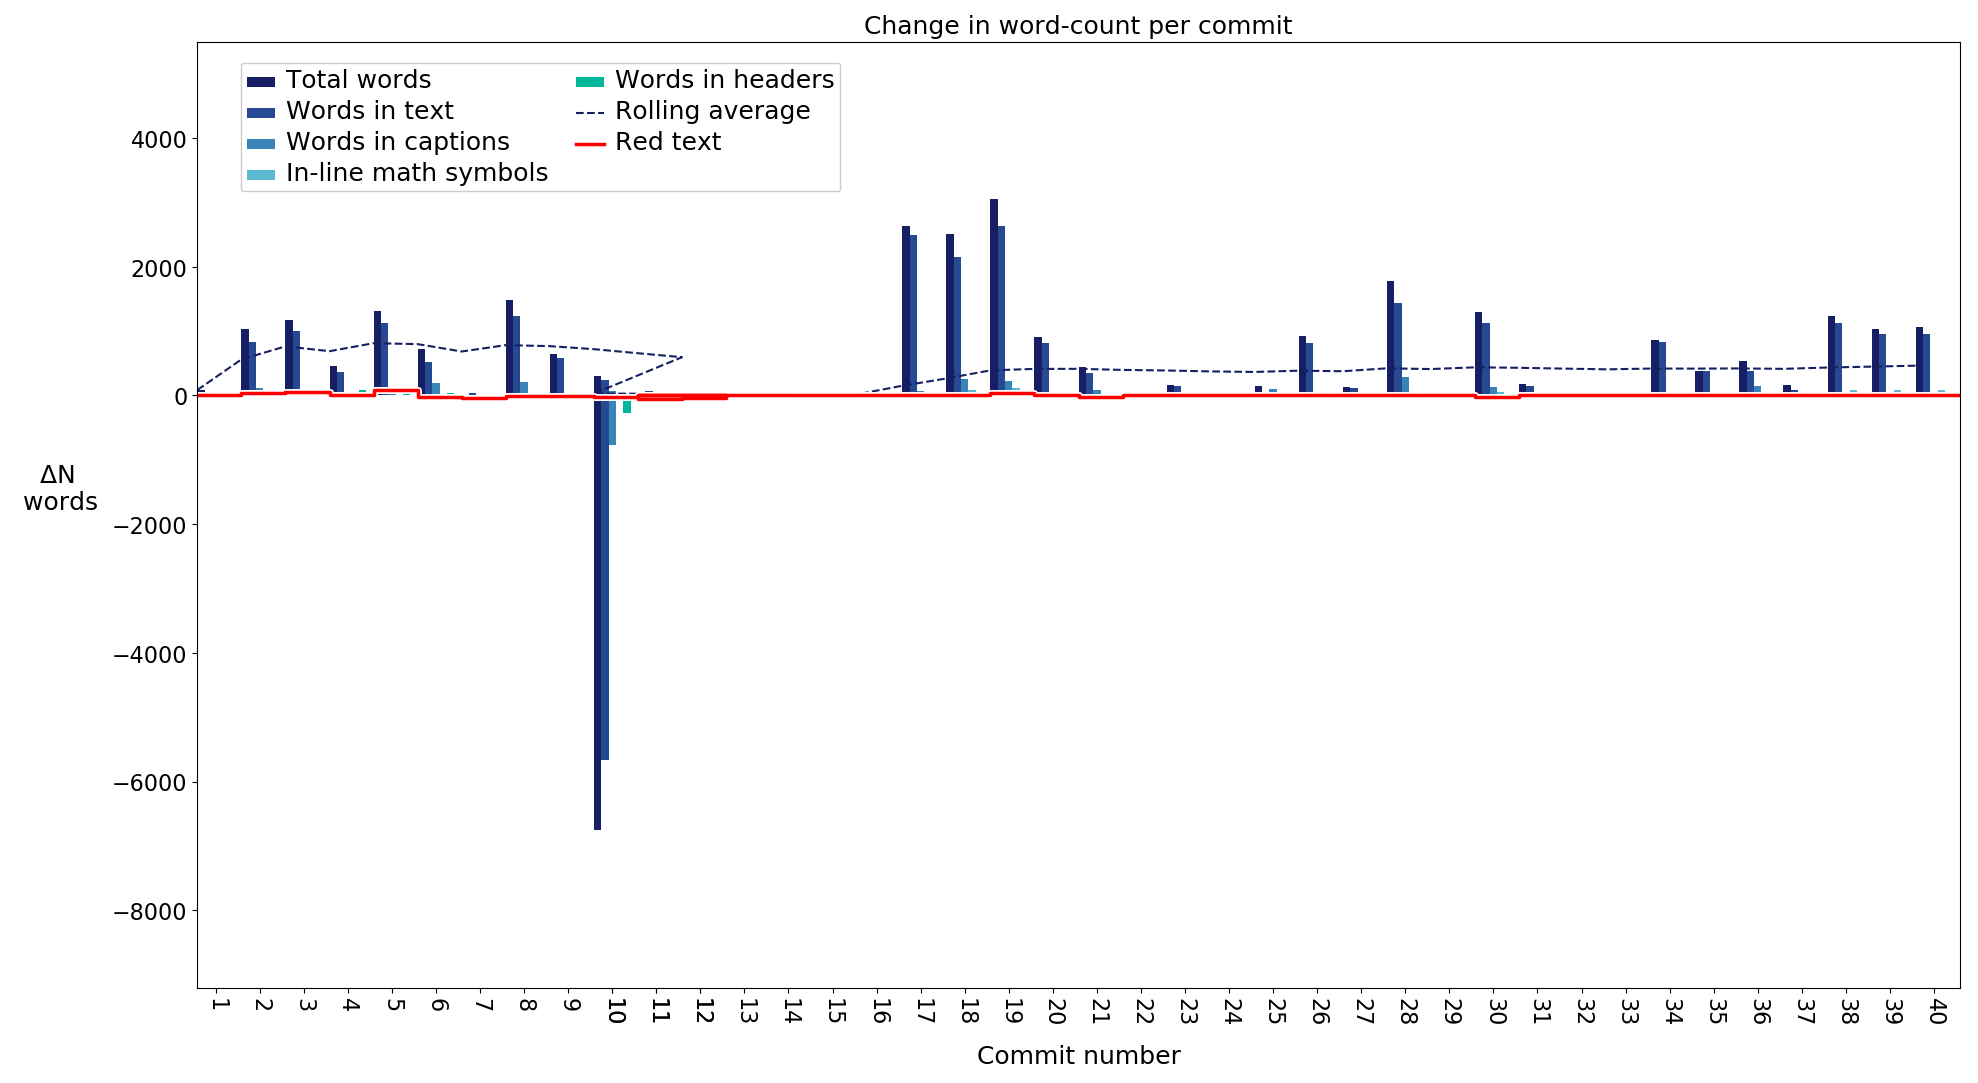 Change in word-count per commit
Total words
Words in text
Words in captions
In-line math symbols
Words in headers
Rolling average
Red text
4000
2000
0
−2000
−4000
−6000
−8000
ΔN
words
1 2 3 4 5 6 7 8 9 10 11 12 13 14 15 16 17 18 19 20 21 22 23 24 25 26 27 28 29 30 31 32 33 34 35 36 37 38 39 40
Commit number